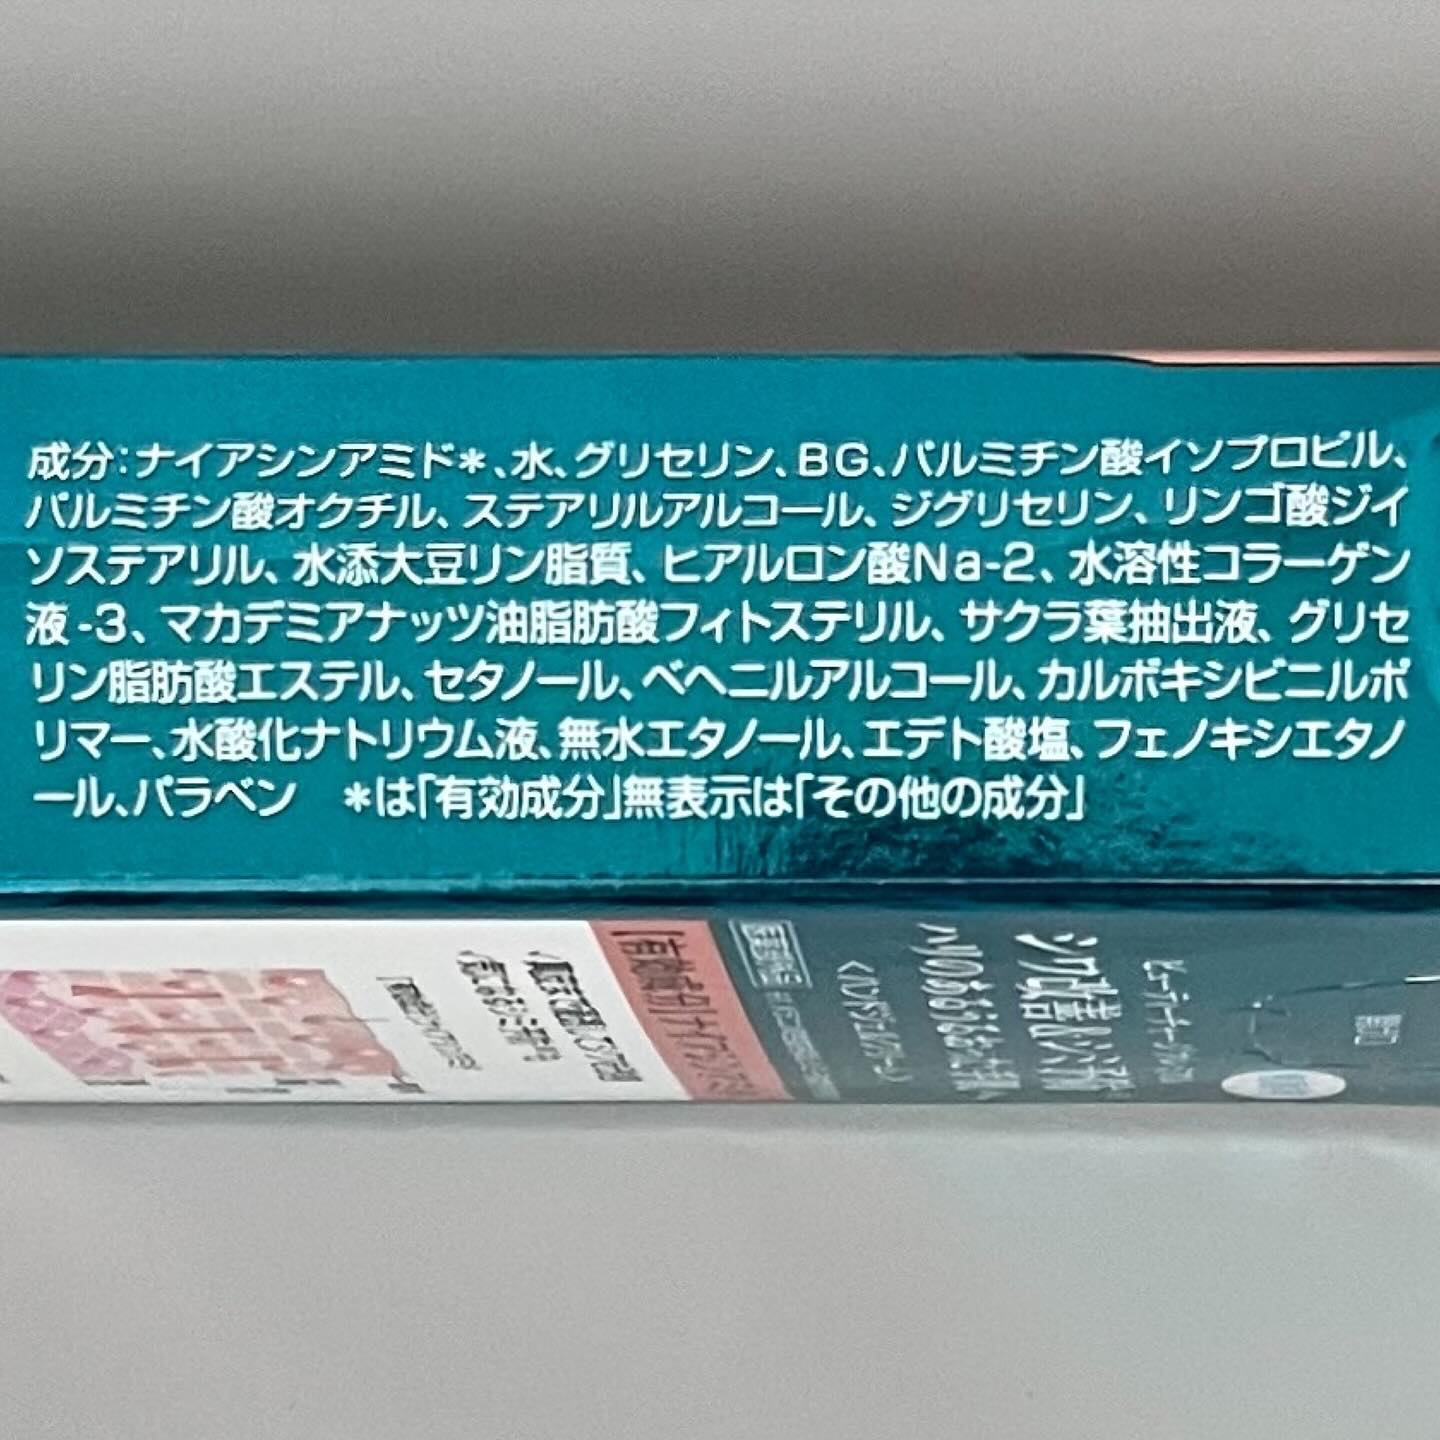 成分:ナイアシンアミド*、水、グリセリン、BG、パルミチン酸イソプロピル、
パルミチン酸オクチル、ステアリルアルコール、ジグリセリン、リンゴ酸ジイ
ソステアリル、水添大豆リン脂質、ヒアルロン酸Na-2、水溶性コラーゲン
液-3、マカデミアナッツ油脂肪酸フィトステリル、サクラ葉抽出液、グリセ
リン脂肪酸エステル、セタノール、ベヘニルアルコール、カルボキシビニルポ
リマー、水酸化ナトリウム液、無水エタノール、エデト酸塩、フェノキシエタノ
ール、パラベン *は「有効成分」無表示は「その他の成分」
シワ改善